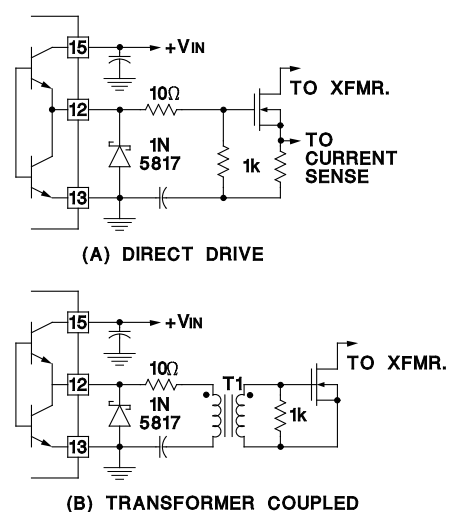 15
+VIN
10Ω
TO XFMR.
12
1N
5817
1k
TO
CURRENT
SENSE
13
(A) DIRECT DRIVE
15
+VIN
TO XFMR.
10Ω
T1
12
1N
5817
1k
13
(B) TRANSFORMER COUPLED